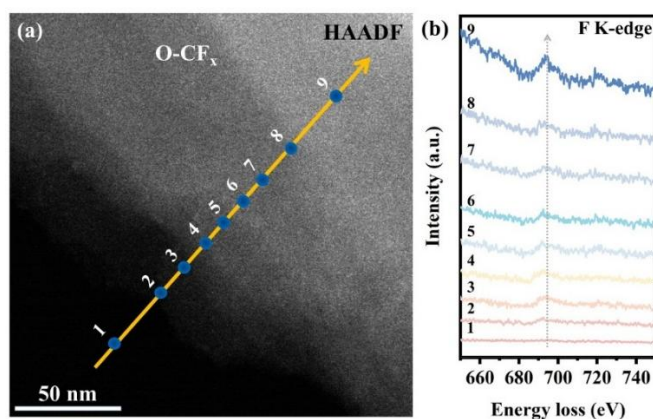 (a)
HAADF
O-CFx
9
8
7
6
5
4
3
2
1
50 nm
(b)
F K-edge
9
8
7
6
5
4
3
2
1
Intensity (a.u.)
660 680 700 720 740
Energy loss (eV)